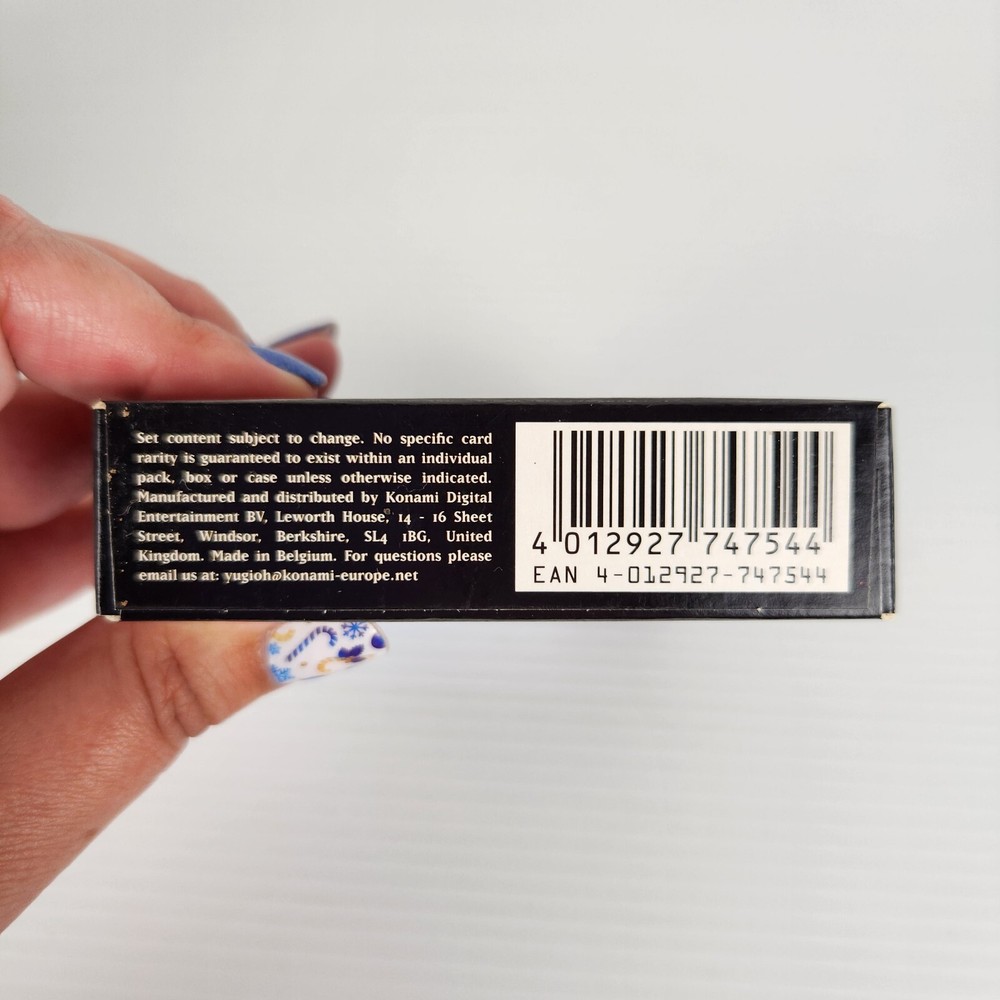 Set content subject to change. No specific card
rarity is guaranteed to exist within an individual
pack, box or case unless otherwise indicated.
Manufactured and distributed by Konami Digital
Entertainment BV, Leworth House, 14 - 16 Sheet
Street, Windsor, Berkshire, SL4 1BG, United
Kingdom. Made in Belgium. For questions please
email us at: yugioh@konami-europe.net
4 012927 747544
EAN 4-012927-747544